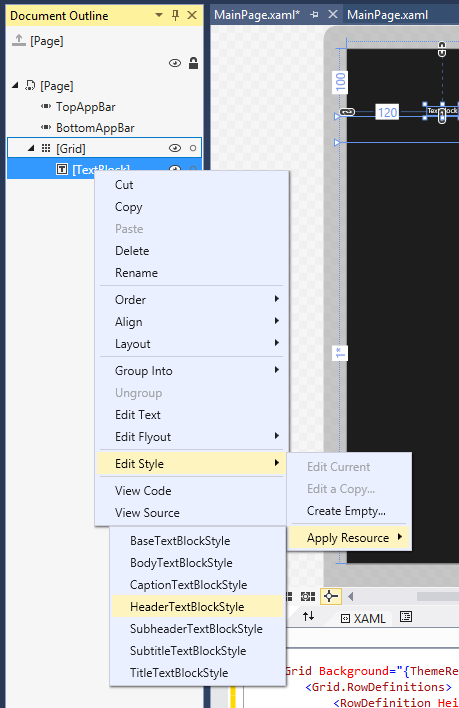 Document Outline
MainPage.xaml*
MainPage.xaml
[Page]
[Page]
TopAppBar
BottomAppBar
[Grid]
[TextBlock]
100
120
TextBlock
1*
Cut
Copy
Paste
Delete
Rename
Order
Align
Layout
Group Into
Ungroup
Edit Text
Edit Flyout
Edit Style
View Code
View Source
Edit Current
Edit a Copy...
Create Empty...
Apply Resource
BaseTextBlockStyle
BodyTextBlockStyle
CaptionTextBlockStyle
HeaderTextBlockStyle
SubheaderTextBlockStyle
SubtitleTextBlockStyle
TitleTextBlockStyle
XAML
Grid Background="{ThemeRe
<Grid.RowDefinitions>
<RowDefinition Hei